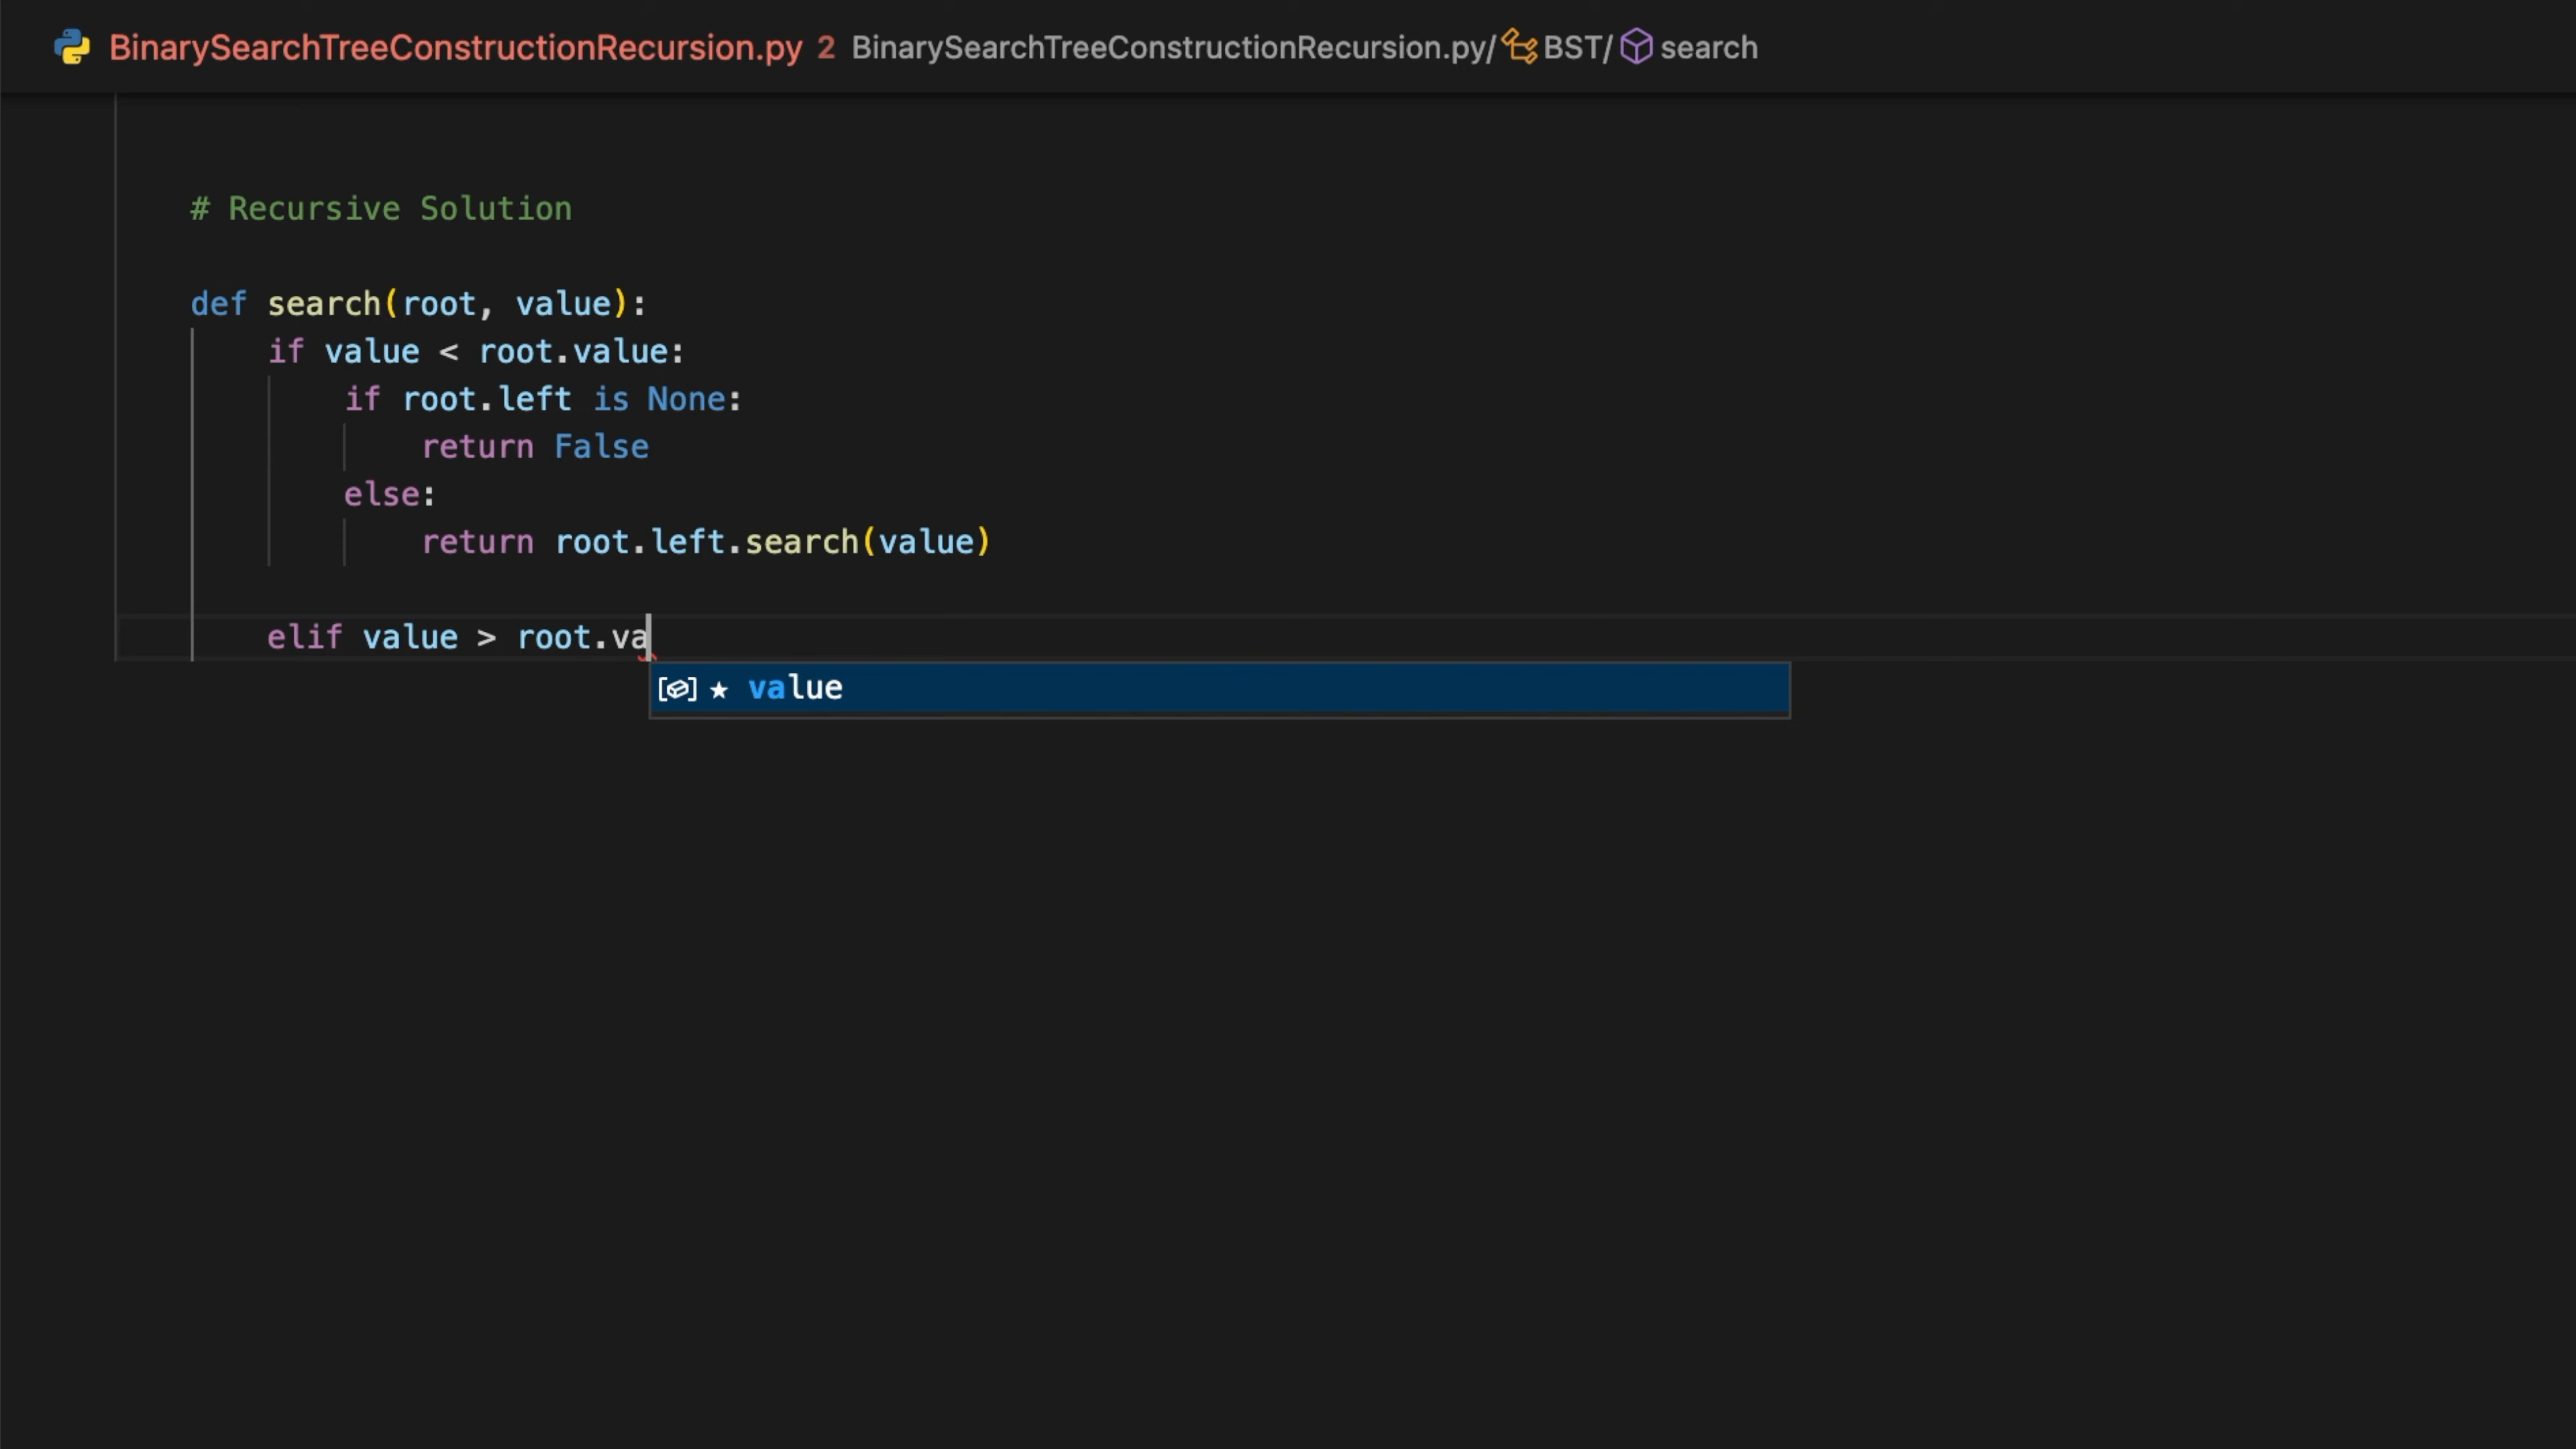 BinarySearchTreeConstructionRecursion.py 2 BinarySearchTreeConstructionRecursion.py/ BST/ search
# Recursive Solution
def search(root, value):
if value < root.value:
if root.left is None:
return False
else:
return root.left.search(value)
elif value > root.va
★ value